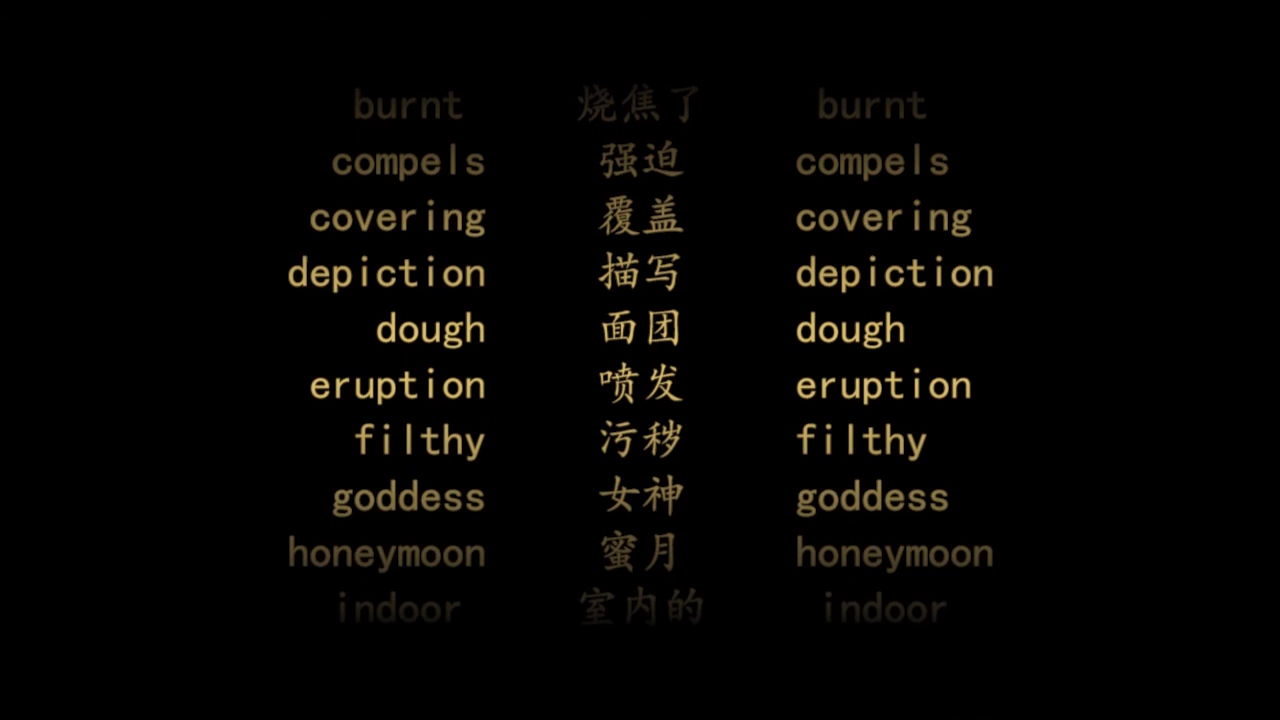 burnt 烧焦了 burnt
compels 强迫 compels
covering 覆盖 covering
depiction 描写 depiction
dough 面团 dough
eruption 喷发 eruption
filthy 污秽 filthy
goddess 女神 goddess
honeymoon 蜜月 honeymoon
indoor 室内的 indoor